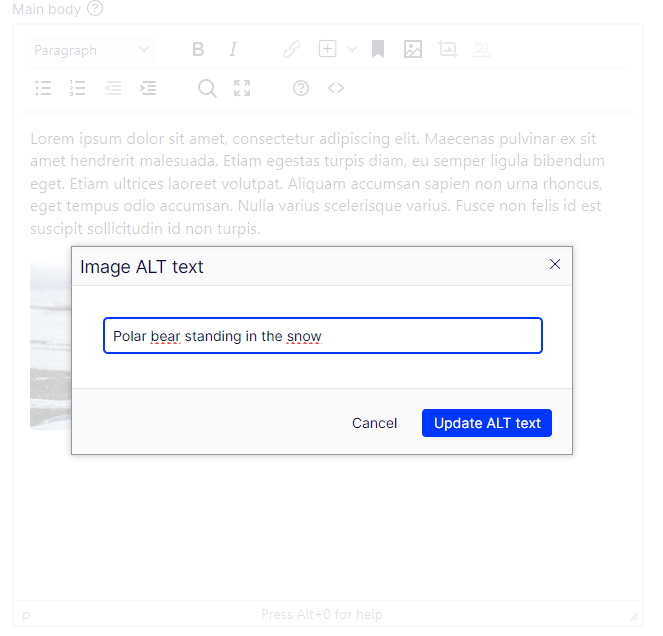 Main body
Paragraph
B I
Lorem ipsum dolor sit amet, consectetur adipiscing elit. Maecenas pulvinar ex sit
amet hendrerit malesuada. Etiam egestas turpis diam, eu semper ligula bibendum
eget. Etiam ultrices laoreet volutpat. Aliquam accumsan sapien non urna rhoncus,
eget tempus odio accumsan. Nulla varius scelerisque varius. Fusce non felis id est
suscipit sollicitudin id non turpis.
Image ALT text
Polar bear standing in the snow
Cancel
Update ALT text
p
Press Alt+0 for help